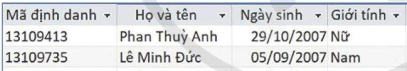 Mã định danh Họ và tên Ngày sinh Giới tính
13109413 Phan Thuỳ Anh 29/10/2007 Nữ
13109735 Lê Minh Đức 05/09/2007 Nam